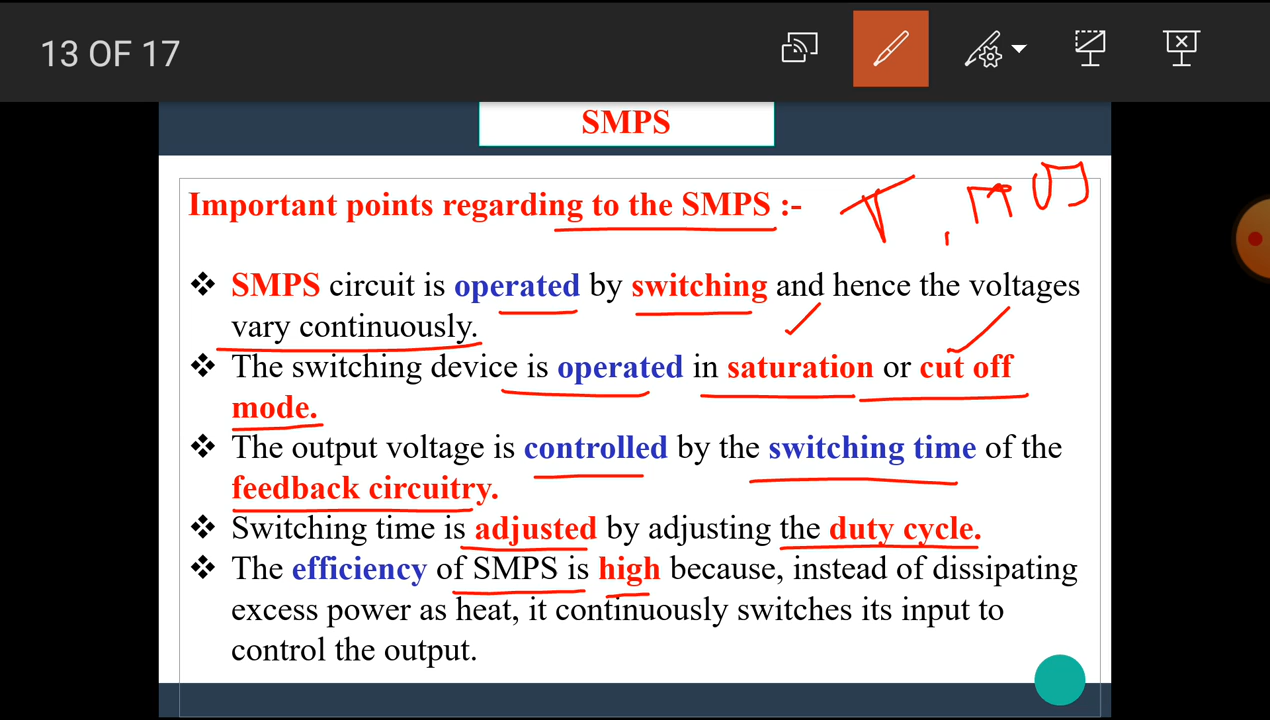 13 OF 17
SMPS
Important points regarding to the SMPS :-
T, MOS
❖ SMPS circuit is operated by switching and hence the voltages
vary continuously.
❖ The switching device is operated in saturation or cut off
mode.
❖ The output voltage is controlled by the switching time of the
feedback circuitry.
❖ Switching time is adjusted by adjusting the duty cycle.
❖ The efficiency of SMPS is high because, instead of dissipating
excess power as heat, it continuously switches its input to
control the output.